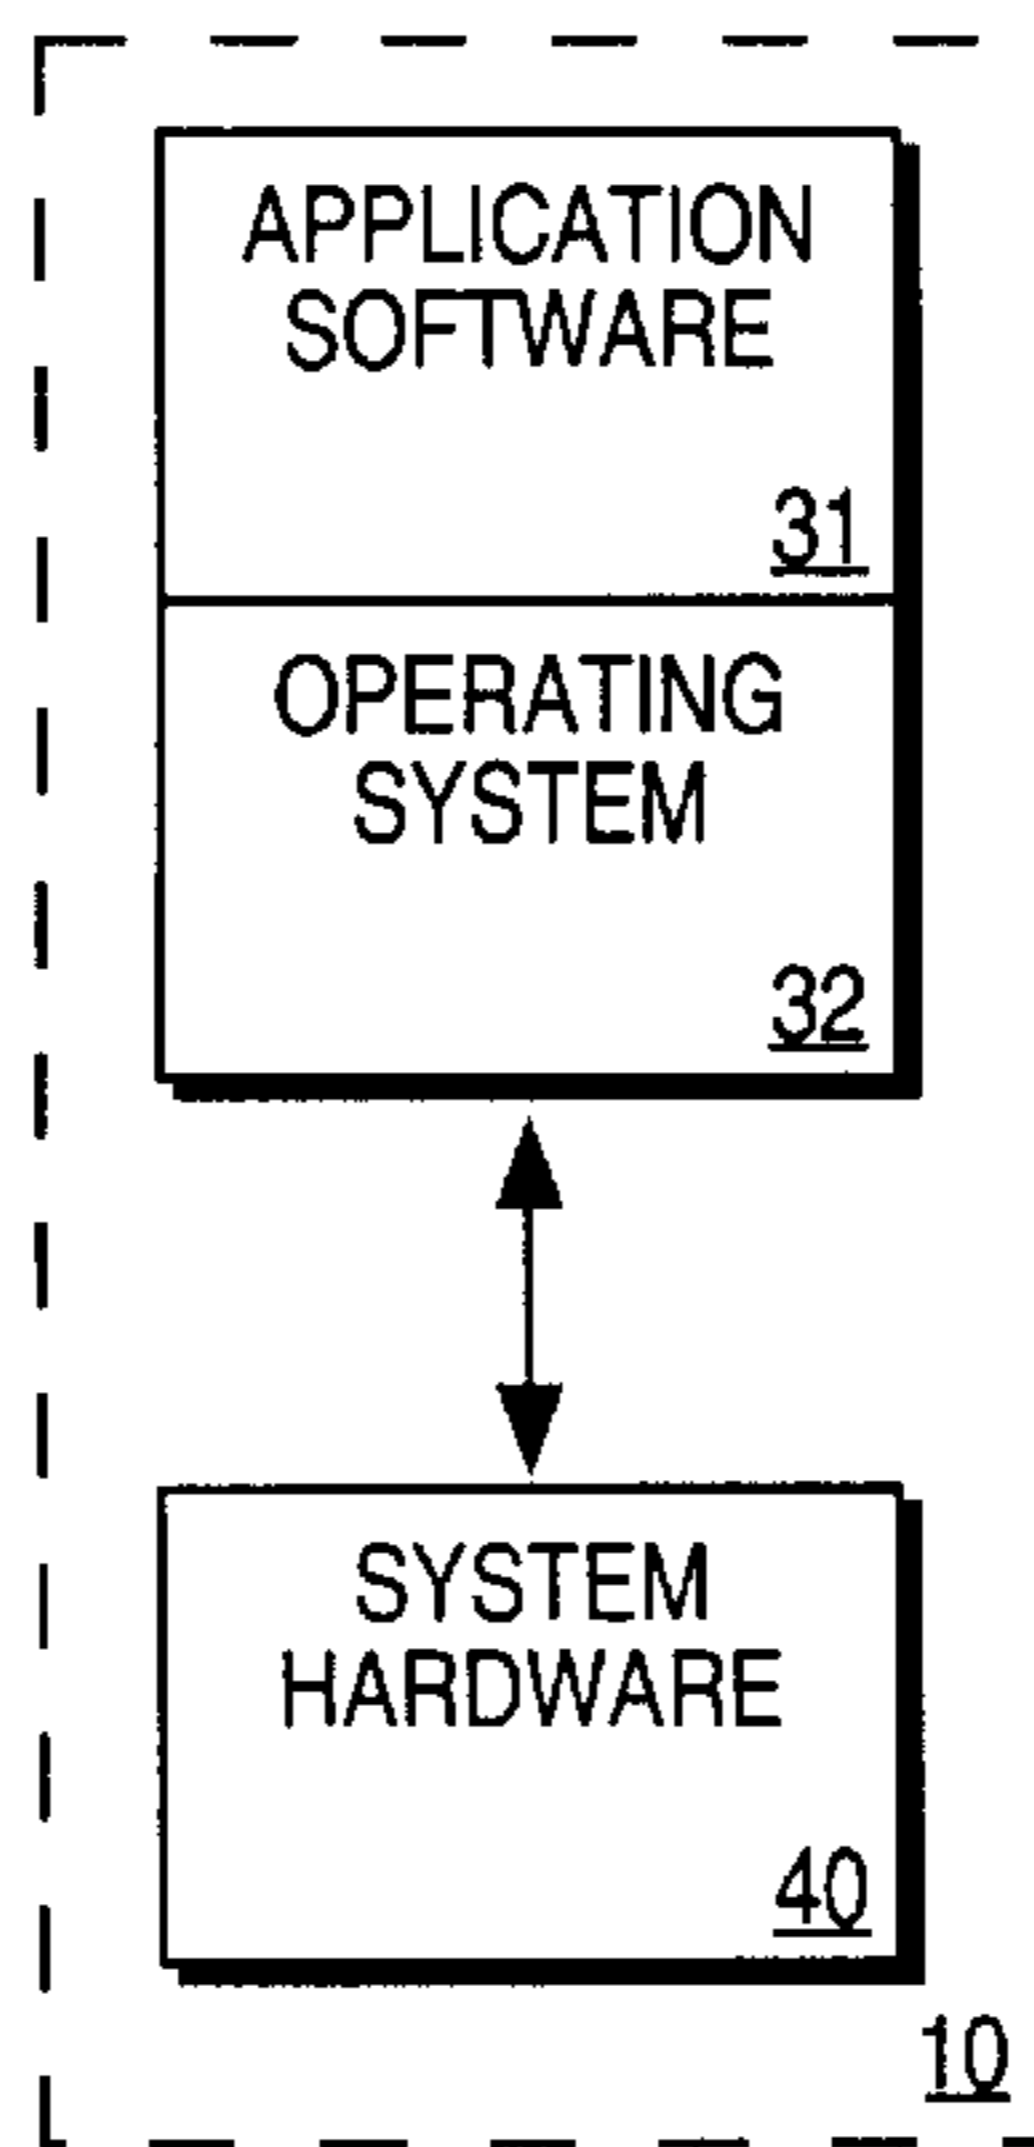 APPLICATION
SOFTWARE
31
OPERATING
SYSTEM
32
SYSTEM
HARDWARE
40
10